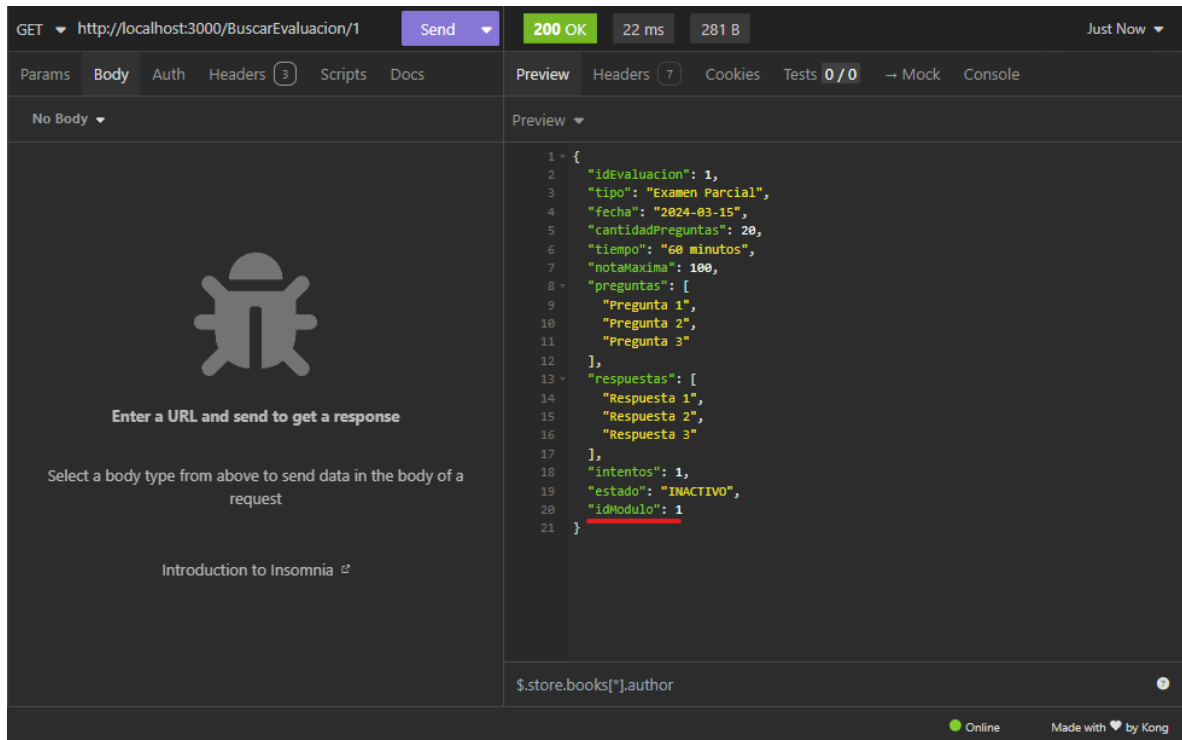 GET http://localhost:3000/BuscarEvaluacion/1 Send
200 OK 22 ms 281 B Just Now
Params Body Auth Headers 3 Scripts Docs
Preview Headers 7 Cookies Tests 0 / 0 → Mock Console
No Body
Preview
1 {
2 "idEvaluacion": 1,
3 "tipo": "Examen Parcial",
4 "fecha": "2024-03-15",
5 "cantidadPreguntas": 20,
6 "tiempo": "60 minutos",
7 "notaMaxima": 100,
8 "preguntas": [
9 "Pregunta 1",
10 "Pregunta 2",
11 "Pregunta 3"
12 ],
13 "respuestas": [
14 "Respuesta 1",
15 "Respuesta 2",
16 "Respuesta 3"
17 ],
18 "intentos": 1,
19 "estado": "INACTIVO",
20 "idModulo": 1
21 }
Enter a URL and send to get a response
Select a body type from above to send data in the body of a
request
Introduction to Insomnia
$.store.books[*].author ?
Online Made with ♥ by Kong